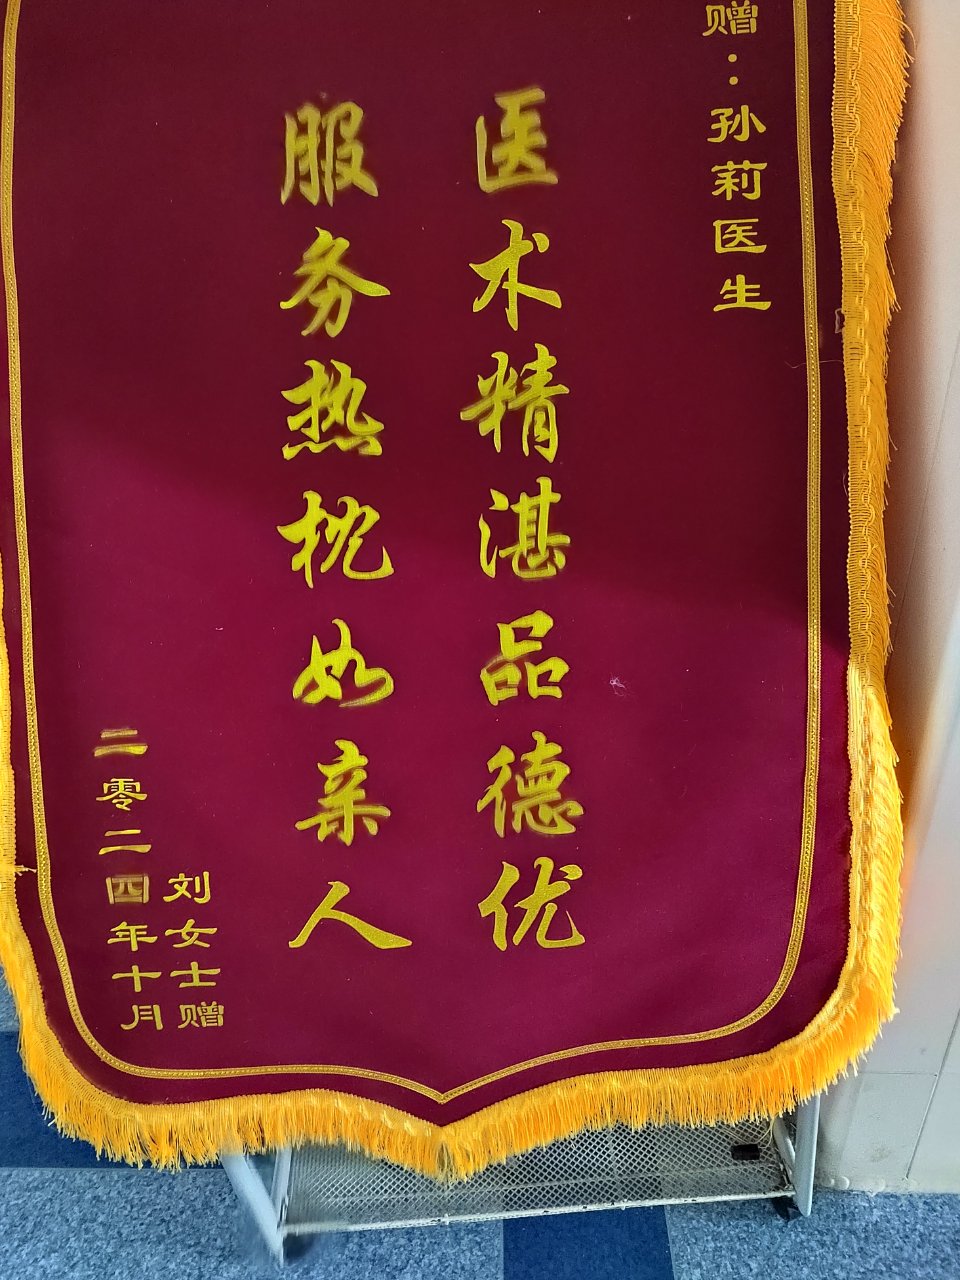 赠：孙莉医生
医术精湛品德优
服务热枕如亲人
刘女士赠
二零二四年十月